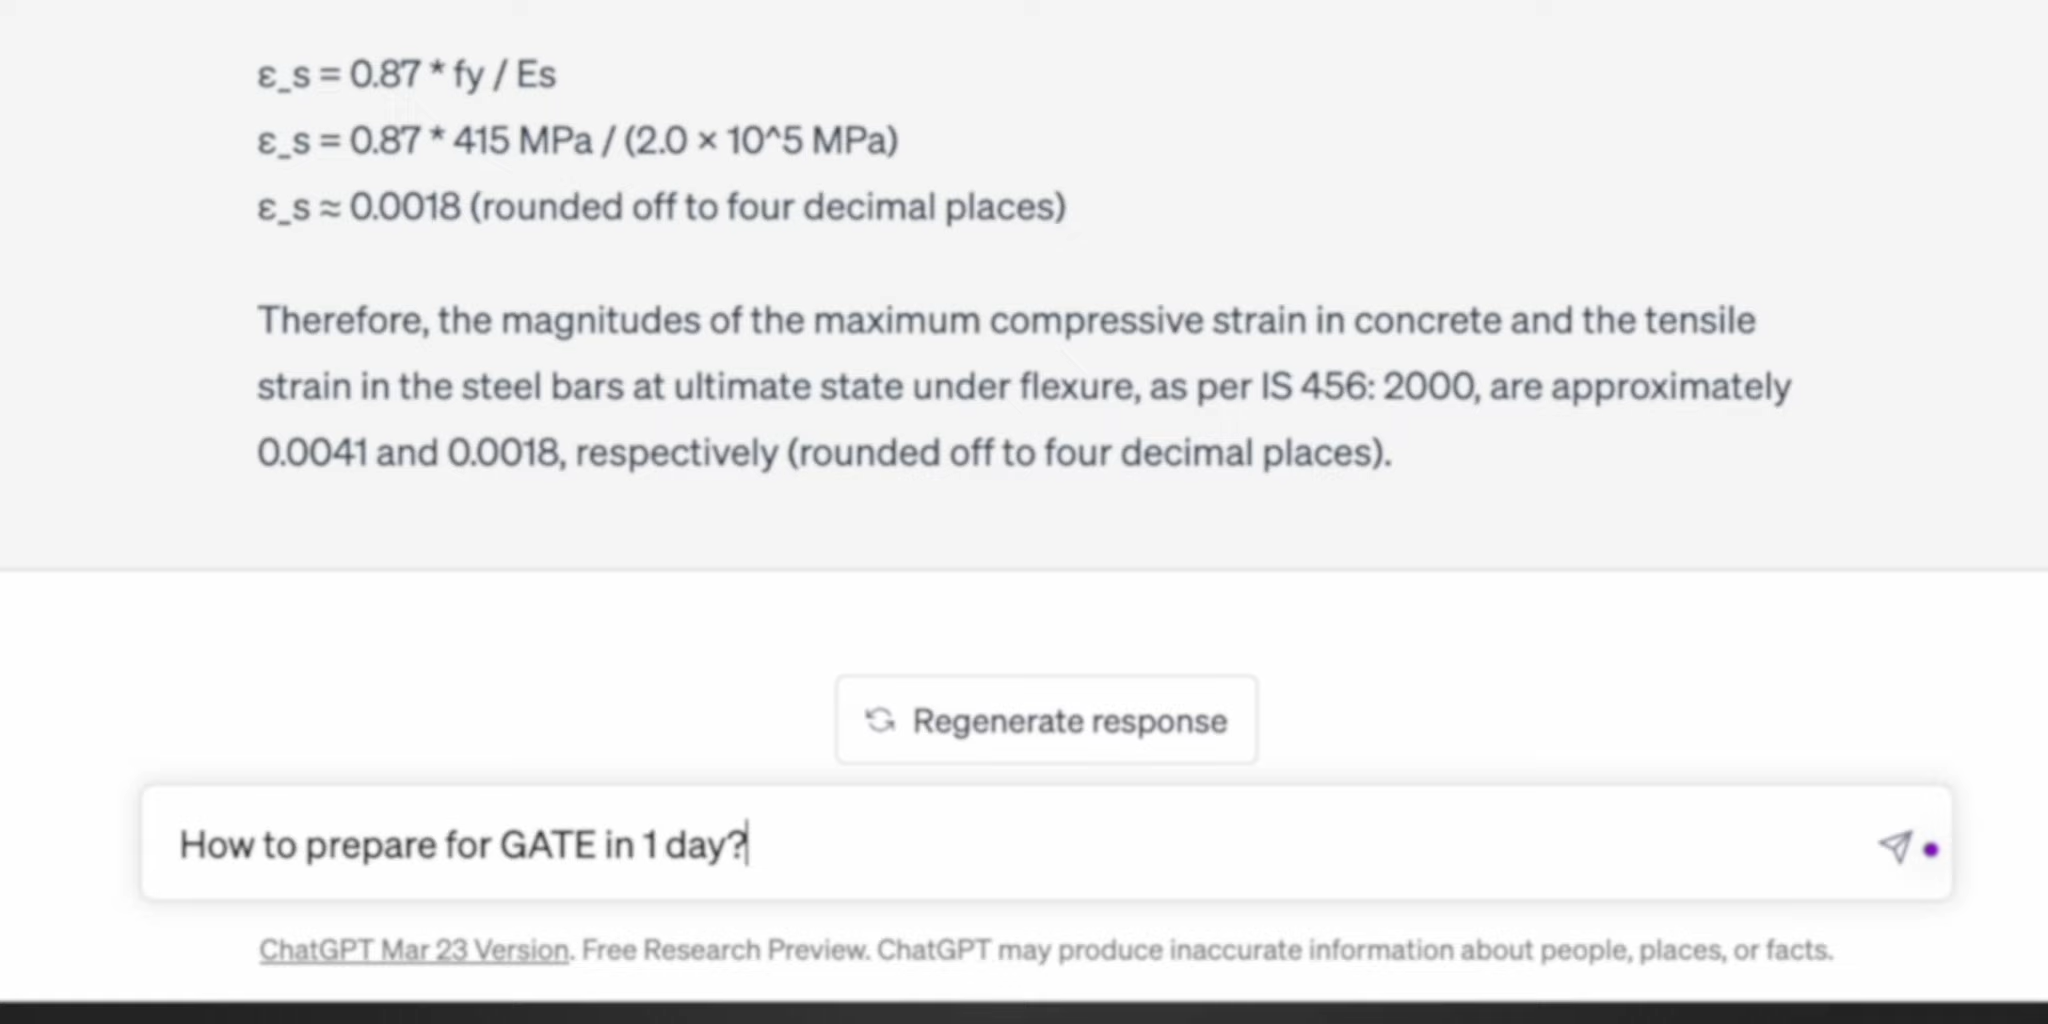 ε_s = 0.87 * fy / Es
ε_s = 0.87 * 415 MPa / (2.0 × 10^5 MPa)
ε_s ≈ 0.0018 (rounded off to four decimal places)
Therefore, the magnitudes of the maximum compressive strain in concrete and the tensile
strain in the steel bars at ultimate state under flexure, as per IS 456: 2000, are approximately
0.0041 and 0.0018, respectively (rounded off to four decimal places).
Regenerate response
How to prepare for GATE in 1 day?
ChatGPT Mar 23 Version. Free Research Preview. ChatGPT may produce inaccurate information about people, places, or facts.